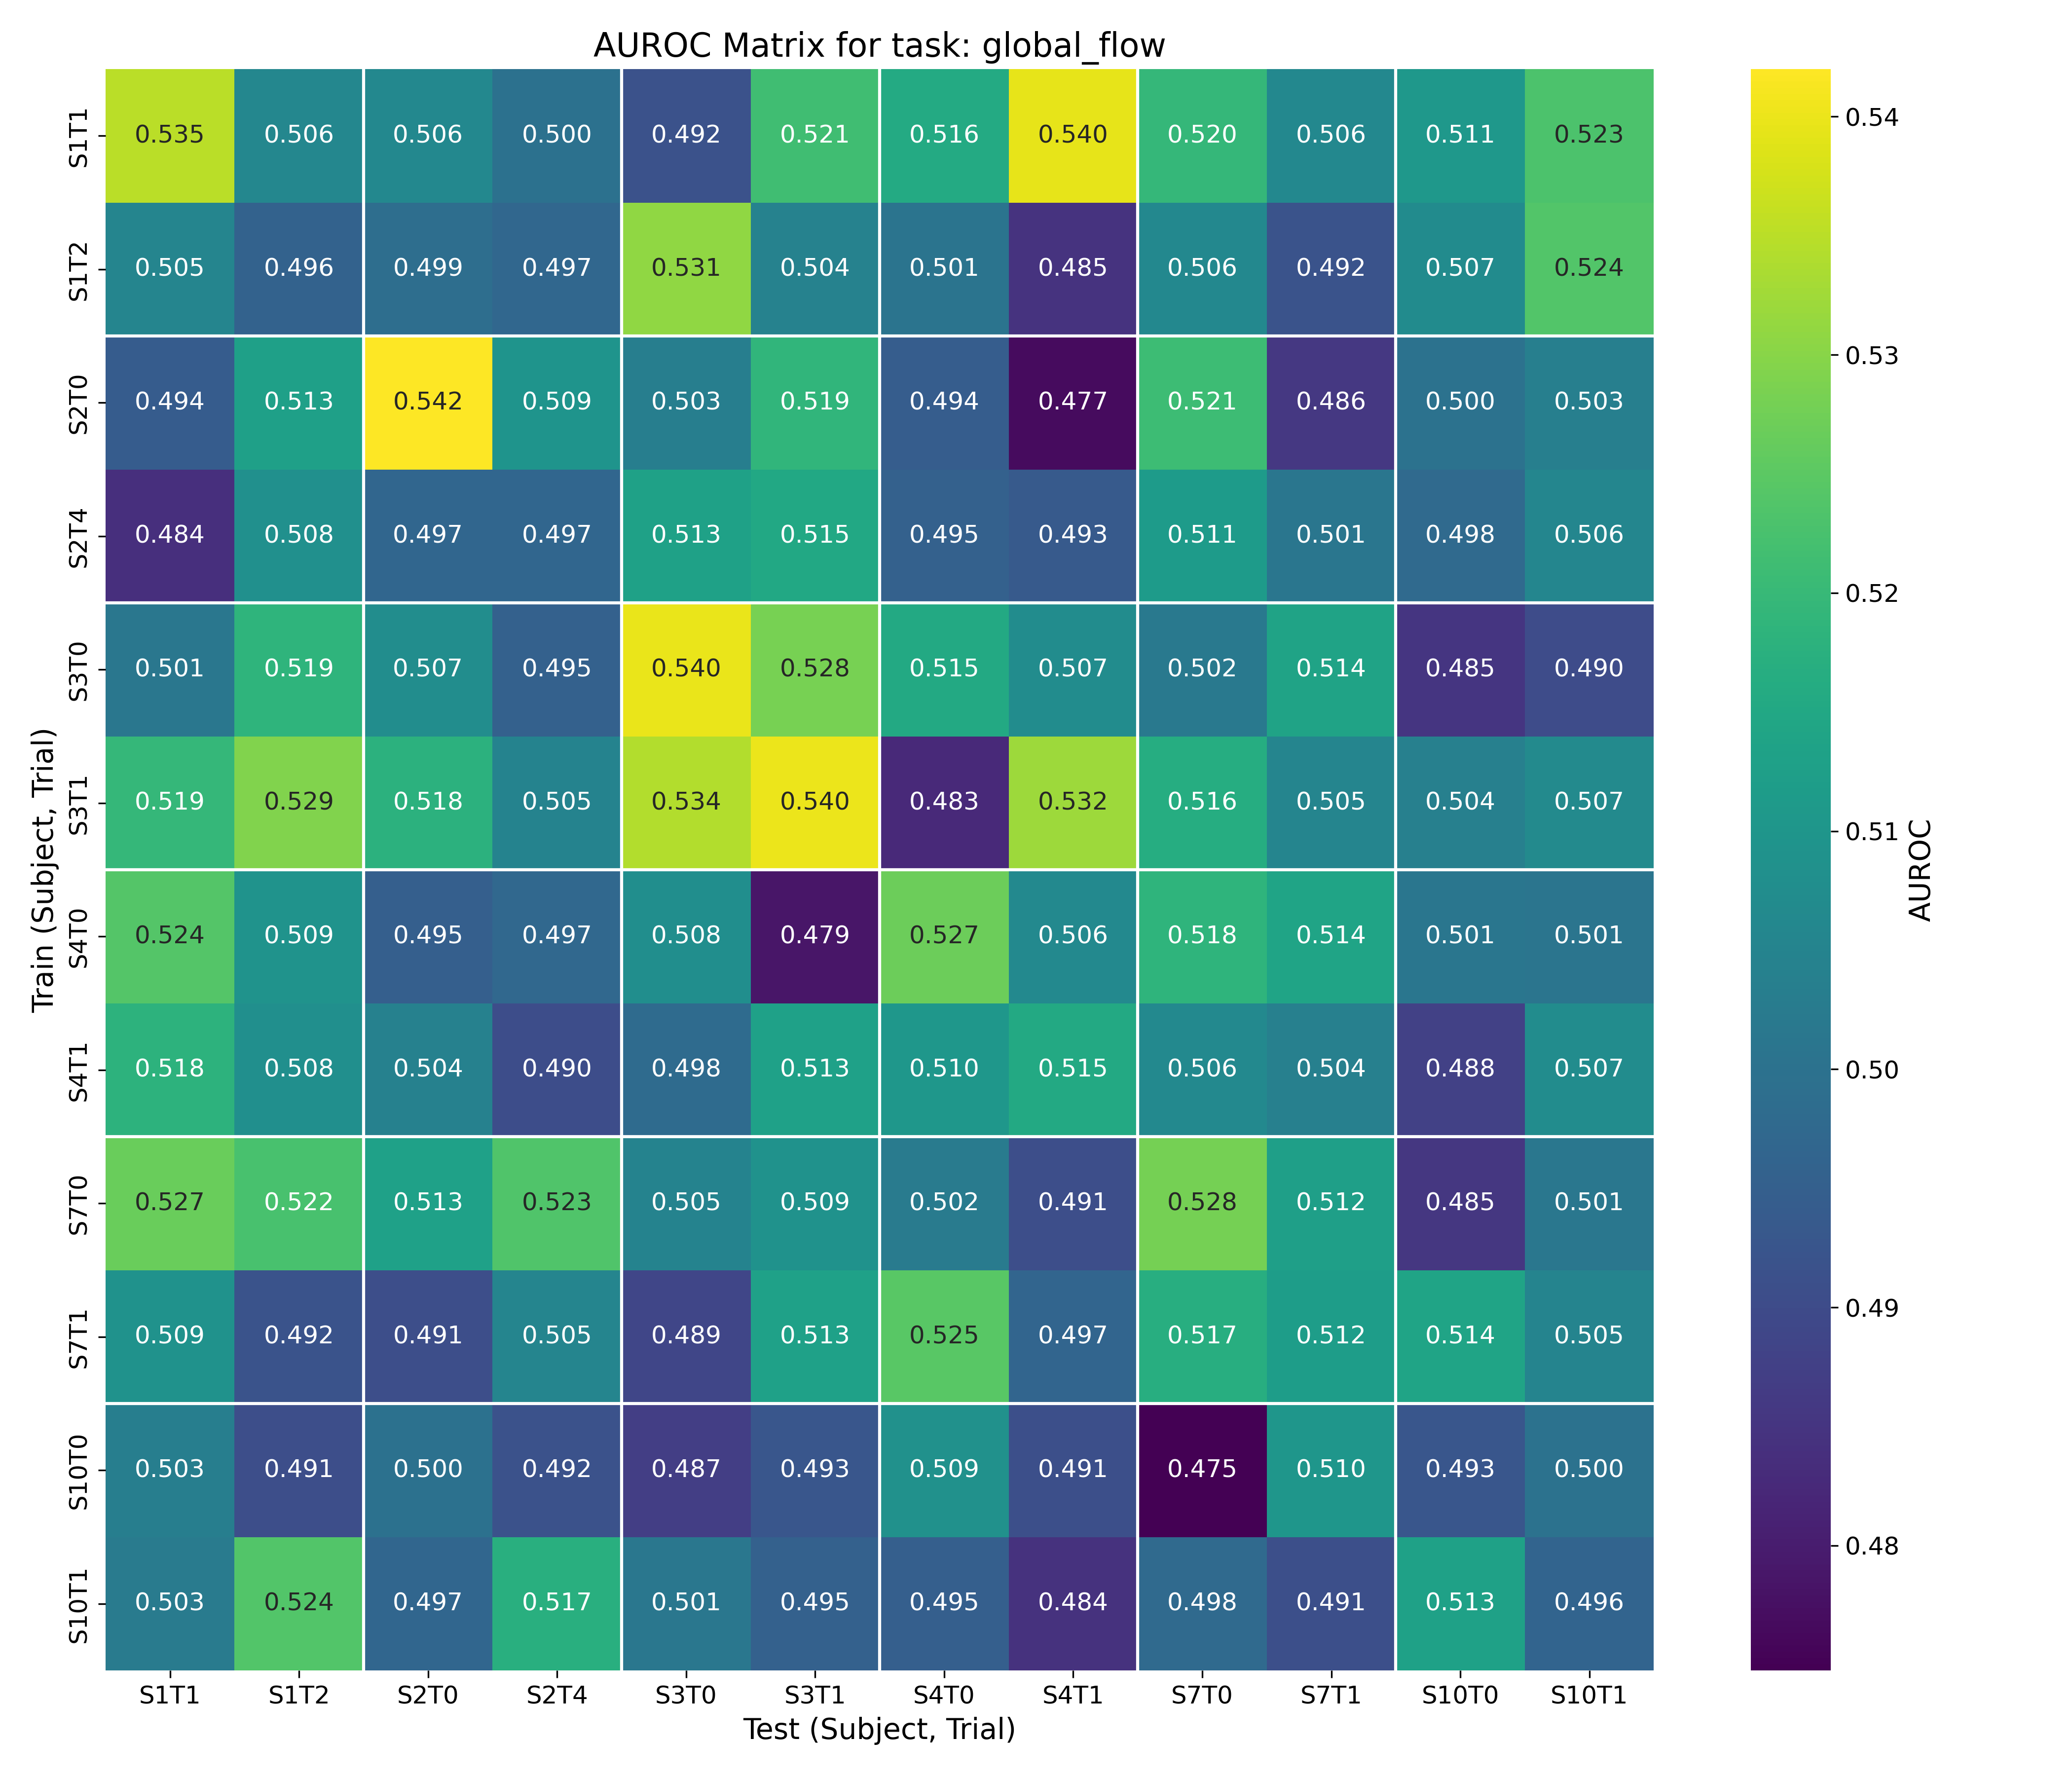 AUROC Matrix for task: global_flow
Train (Subject, Trial)
S1T1 0.535 0.506 0.506 0.500 0.492 0.521 0.516 0.540 0.520 0.506 0.511 0.523
S1T2 0.505 0.496 0.499 0.497 0.531 0.504 0.501 0.485 0.506 0.492 0.507 0.524
S2T0 0.494 0.513 0.542 0.509 0.503 0.519 0.494 0.477 0.521 0.486 0.500 0.503
S2T4 0.484 0.508 0.497 0.497 0.513 0.515 0.495 0.493 0.511 0.501 0.498 0.506
S3T0 0.501 0.519 0.507 0.495 0.540 0.528 0.515 0.507 0.502 0.514 0.485 0.490
S3T1 0.519 0.529 0.518 0.505 0.534 0.540 0.483 0.532 0.516 0.505 0.504 0.507
S4T0 0.524 0.509 0.495 0.497 0.508 0.479 0.527 0.506 0.518 0.514 0.501 0.501
S4T1 0.518 0.508 0.504 0.490 0.498 0.513 0.510 0.515 0.506 0.504 0.488 0.507
S7T0 0.527 0.522 0.513 0.523 0.505 0.509 0.502 0.491 0.528 0.512 0.485 0.501
S7T1 0.509 0.492 0.491 0.505 0.489 0.513 0.525 0.497 0.517 0.512 0.514 0.505
S10T0 0.503 0.491 0.500 0.492 0.487 0.493 0.509 0.491 0.475 0.510 0.493 0.500
S10T1 0.503 0.524 0.497 0.517 0.501 0.495 0.495 0.484 0.498 0.491 0.513 0.496
S1T1 S1T2 S2T0 S2T4 S3T0 S3T1 S4T0 S4T1 S7T0 S7T1 S10T0 S10T1
Test (Subject, Trial)
0.54
0.53
0.52
0.51
0.50
0.49
0.48
AUROC